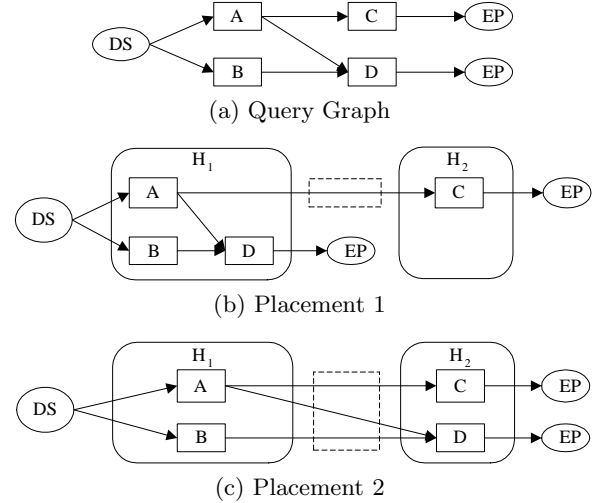 A C EP
DS
B D EP
(a) Query Graph
H1 H2
A C EP
DS
B D EP
(b) Placement 1
H1 H2
A C EP
DS
B D EP
(c) Placement 2